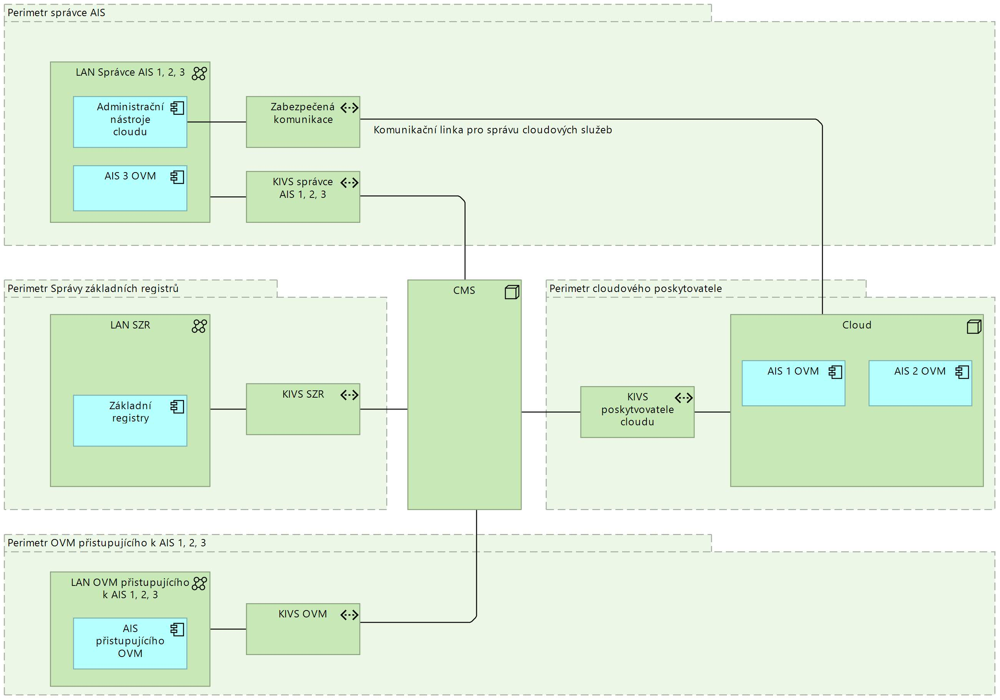 Perimetr správce AIS
LAN Správce AIS 1, 2, 3
Administrační
nástroje
cloudu
Zabezpečená
komunikace
Komunikační linka pro správu cloudových služeb
AIS 3 OVM
KIVS správce
AIS 1, 2, 3
Perimetr Správy základních registrů
LAN SZR
Základní
registry
KIVS SZR
CMS
Perimetr cloudového poskytovatele
KIVS
poskytvovatele
cloudu
Cloud
AIS 1 OVM
AIS 2 OVM
Perimetr OVM přistupujícího k AIS 1, 2, 3
LAN OVM přistupujícího
k AIS 1, 2, 3
AIS
přistupujícího
OVM
KIVS OVM